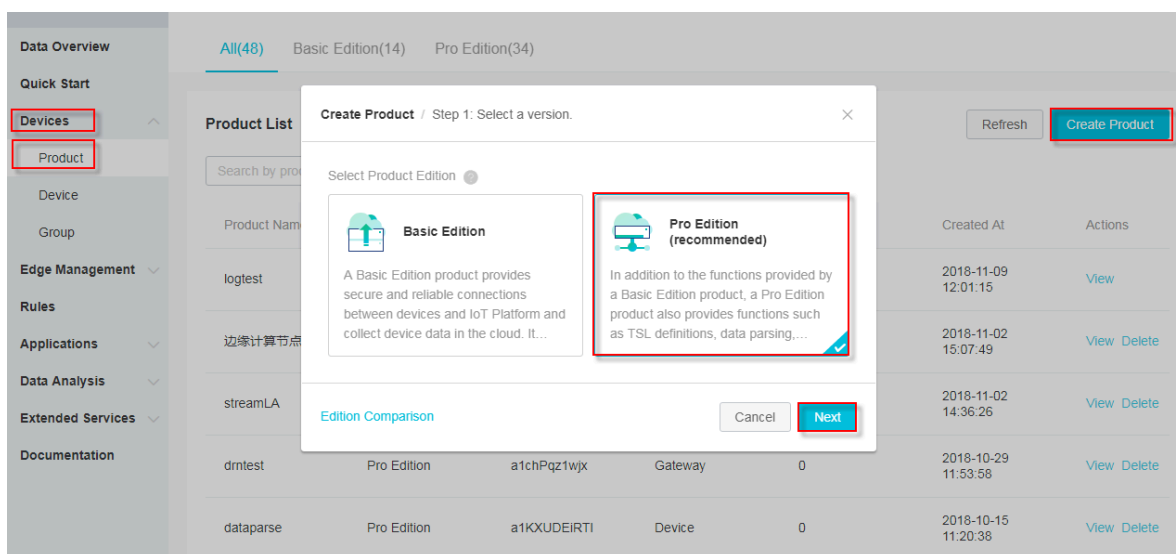 Data Overview
Quick Start
Devices
Product
Device
Group
Edge Management
Rules
Applications
Data Analysis
Extended Services
Documentation
All(48) Basic Edition(14) Pro Edition(34)
Product List
Refresh Create Product
Search by pro
Create Product / Step 1: Select a version.
Select Product Edition
Basic Edition
A Basic Edition product provides
secure and reliable connections
between devices and IoT Platform and
collect device data in the cloud. It…
Pro Edition
(recommended)
In addition to the functions provided by
a Basic Edition product, a Pro Edition
product also provides functions such
as TSL definitions, data parsing,…
Edition Comparison
Cancel Next
Product Nam Created At Actions
logtest 2018-11-09
12:01:15 View
边缘计算节点 2018-11-02
15:07:49 View Delete
streamLA 2018-11-02
14:36:26 View Delete
drntest Pro Edition a1chPqz1wjx Gateway 0 2018-10-29
11:53:58 View Delete
dataparse Pro Edition a1KXUDEiRTI Device 0 2018-10-15
11:20:38 View Delete